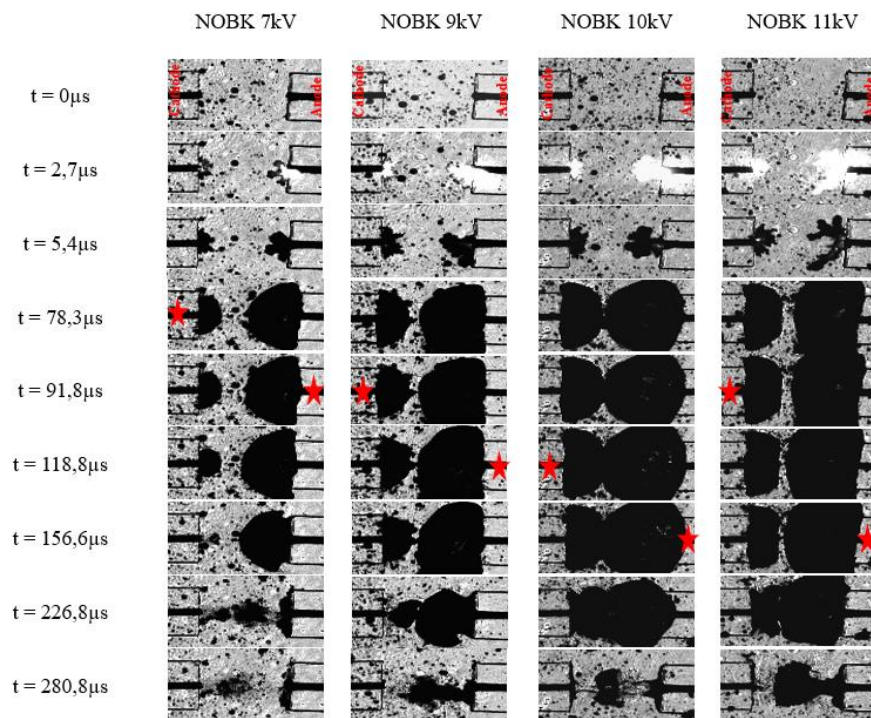 NOBK 7kV NOBK 9kV NOBK 10kV NOBK 11kV
t = 0µs
Cathode Anode Cathode Anode Cathode Anode Cathode Anode
t = 2,7µs
t = 5,4µs
t = 78,3µs
t = 91,8µs
t = 118,8µs
t = 156,6µs
t = 226,8µs
t = 280,8µs